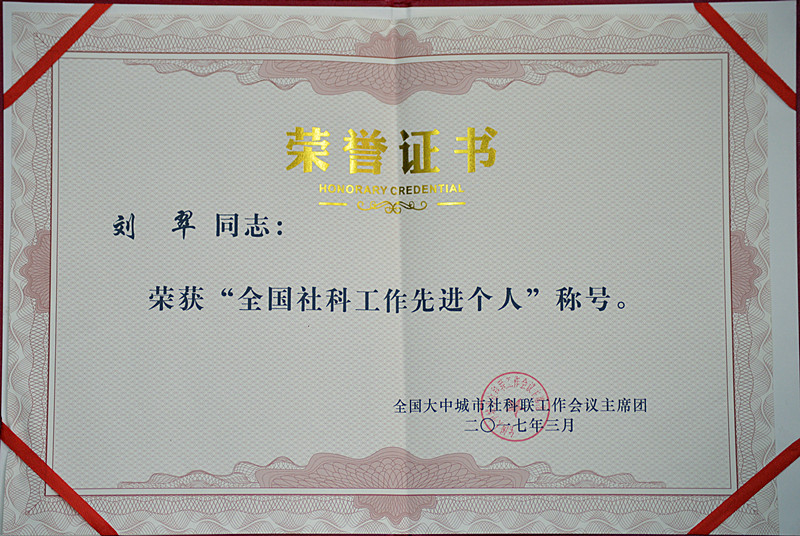 荣誉证书
HONORARY CREDENTIAL
刘 翠 同志：
荣获“全国社科工作先进个人”称号。
全国大中城市社科联工作会议主席团
二〇一七年三月